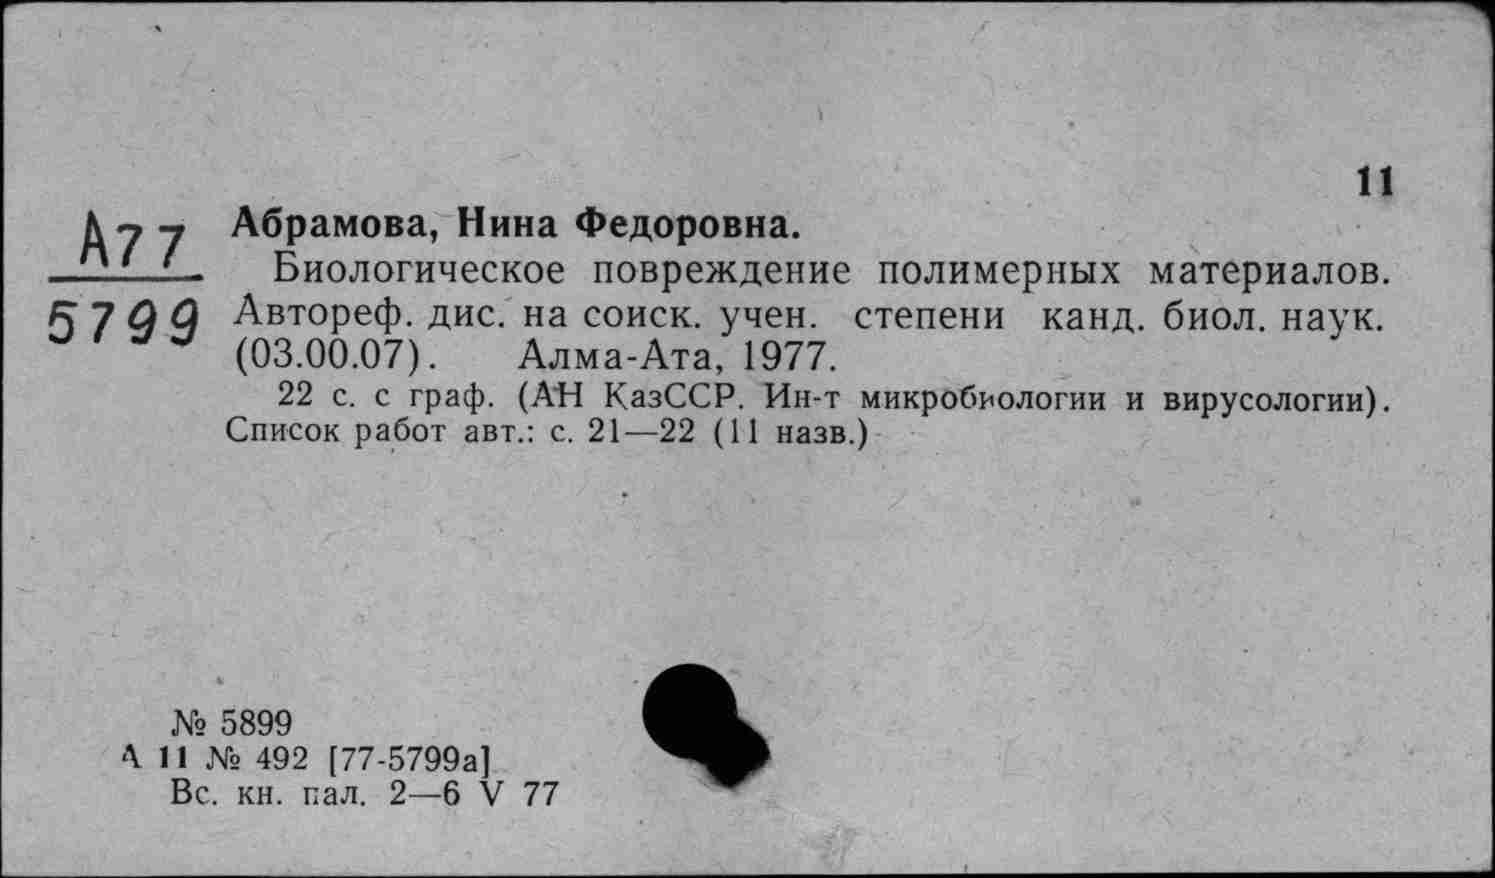 11
А77
5799
Абрамова, Нина Федоровна.
Биологическое повреждение полимерных материалов.
Автореф. дис. на соиск. учен. степени канд. биол. наук.
(03.00.07). Алма-Ата, 1977.
22 с. с граф. (АН КазССР. Ин-т микробиологии и вирусологии).
Список работ авт.: с. 21—22 (11 назв.)
№ 5899
А 11 № 492 [77-5799а]
Вс. кн. пал. 2—6 V 77